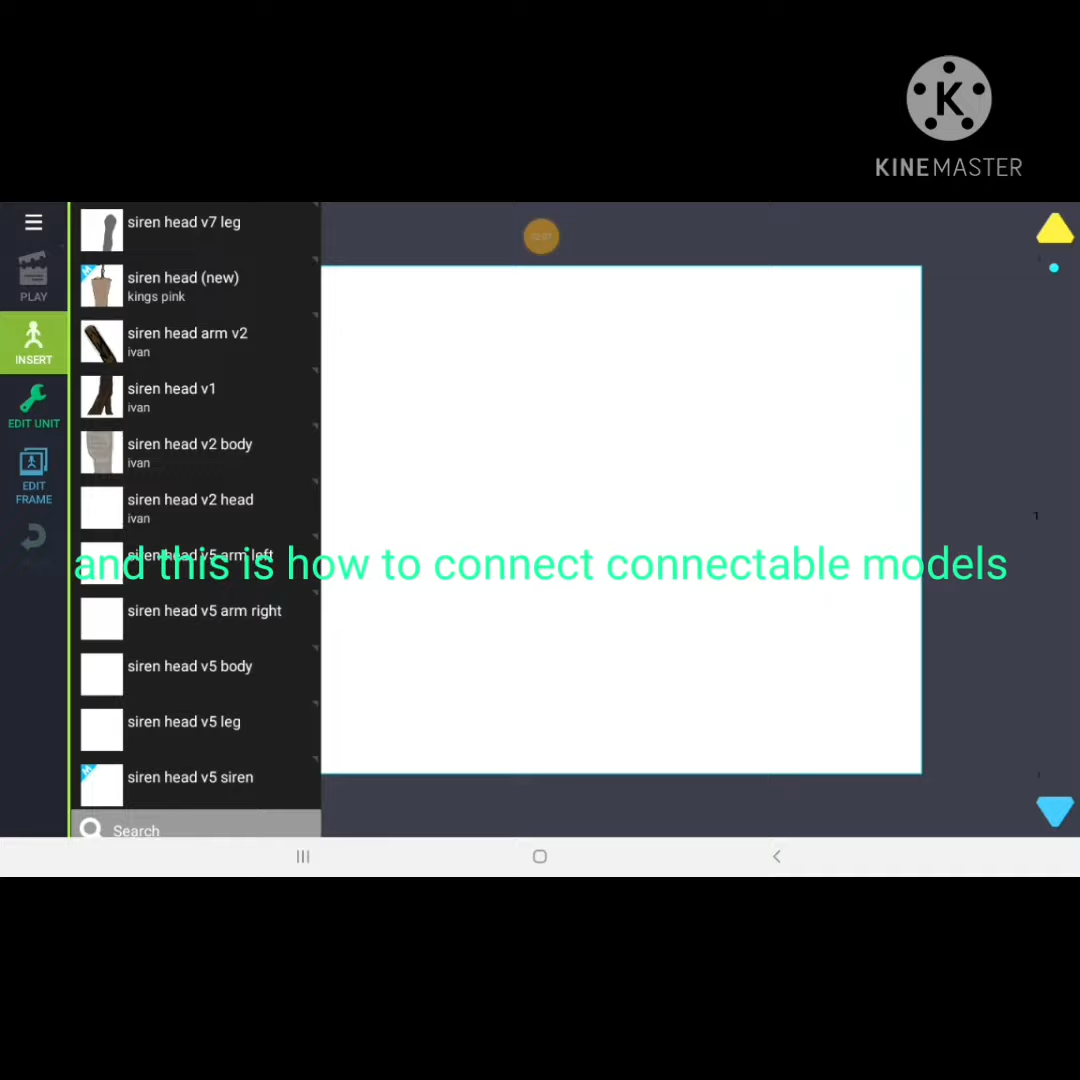 K
KINEMASTER
siren head v7 leg
siren head (new)
kings pink
PLAY
siren head arm v2
ivan
INSERT
siren head v1
ivan
EDIT UNIT
siren head v2 body
ivan
EDIT
FRAME
siren head v2 head
ivan
1
siren head v5 arm left
and this is how to connect connectable models
siren head v5 arm right
siren head v5 body
siren head v5 leg
siren head v5 siren
Search